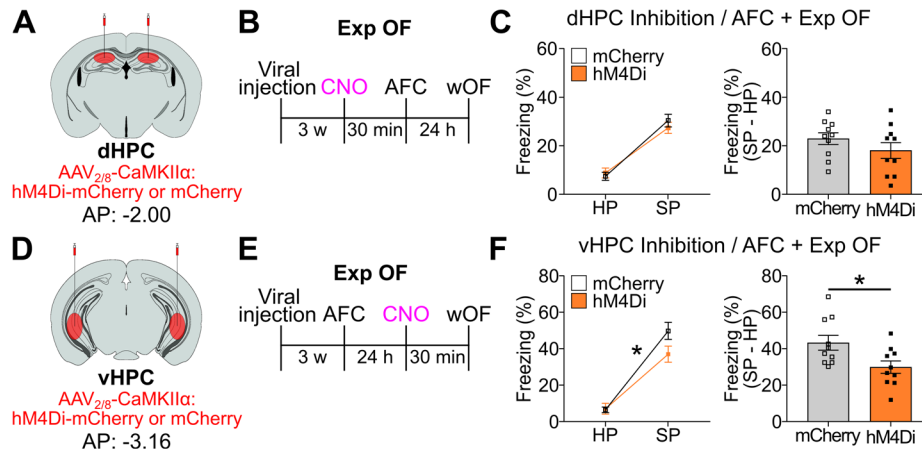 A
dHPC
AAV2/8-CaMKIIα:
hM4Di-mCherry or mCherry
AP: -2.00
B
Exp OF
Viral
injection CNO AFC wOF
3 w 30 min 24 h
C
dHPC Inhibition / AFC + Exp OF
Freezing (%)
60
40
20
0
mCherry
hM4Di
HP SP
Freezing (%)
(SP - HP)
60
40
20
0
mCherry hM4Di
D
vHPC
AAV2/8-CaMKIIα:
hM4Di-mCherry or mCherry
AP: -3.16
E
Exp OF
Viral
injection AFC CNO wOF
3 w 24 h 30 min
F
vHPC Inhibition / AFC + Exp OF
Freezing (%)
80
60
40
20
0
mCherry
hM4Di
*
HP SP
Freezing (%)
(SP - HP)
80
60
40
20
0
*
mCherry hM4Di